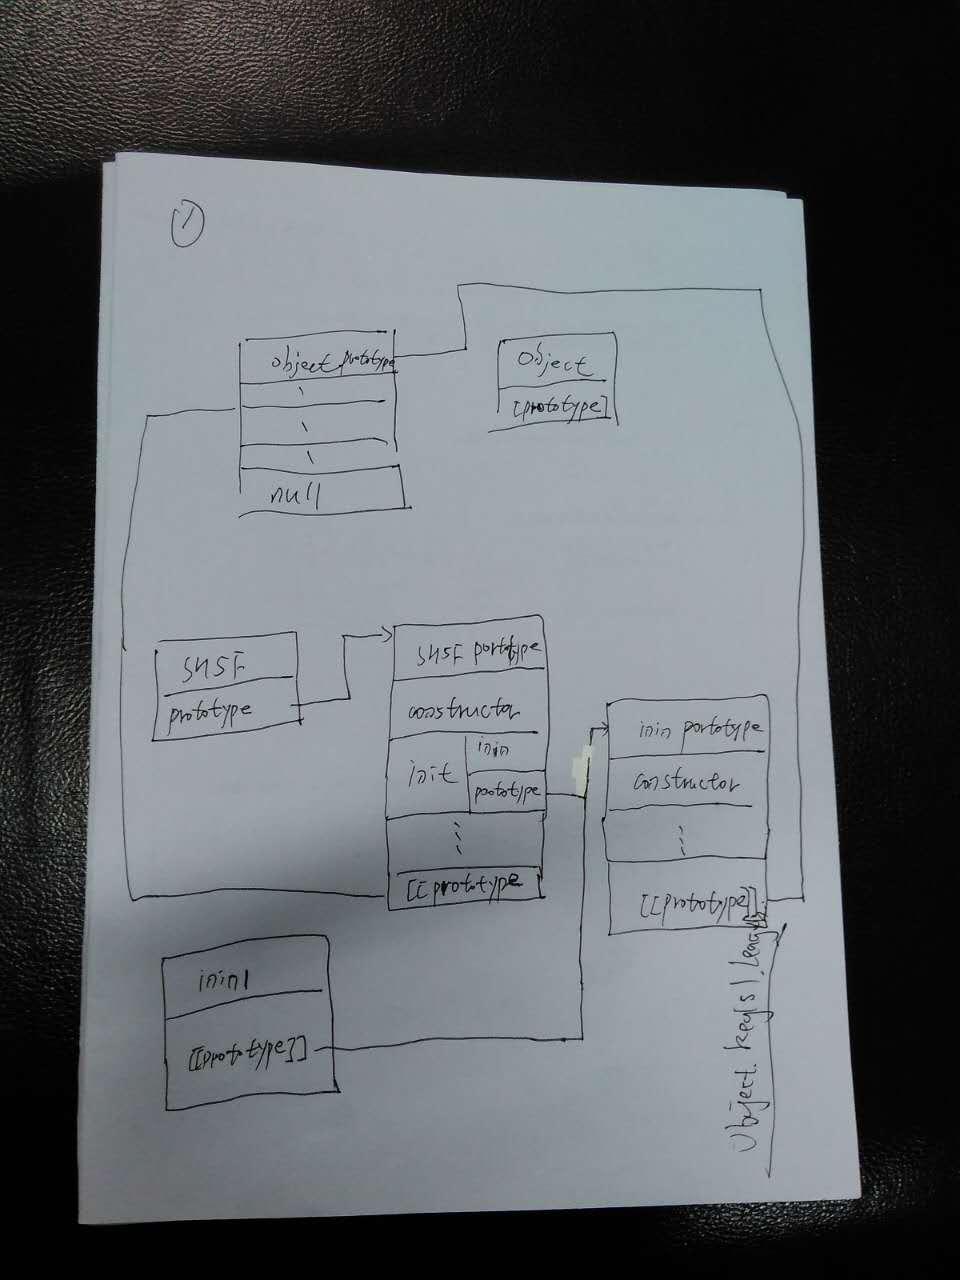 1
Object.prototype
null
Object
[prototype]
SHSF
prototype
SHSF portotype
constructor
init
inin
prototype
[[prototype
inin portotype
constructor
[[prototype]]
inin1
[[prototype]]
Object.key(s).length